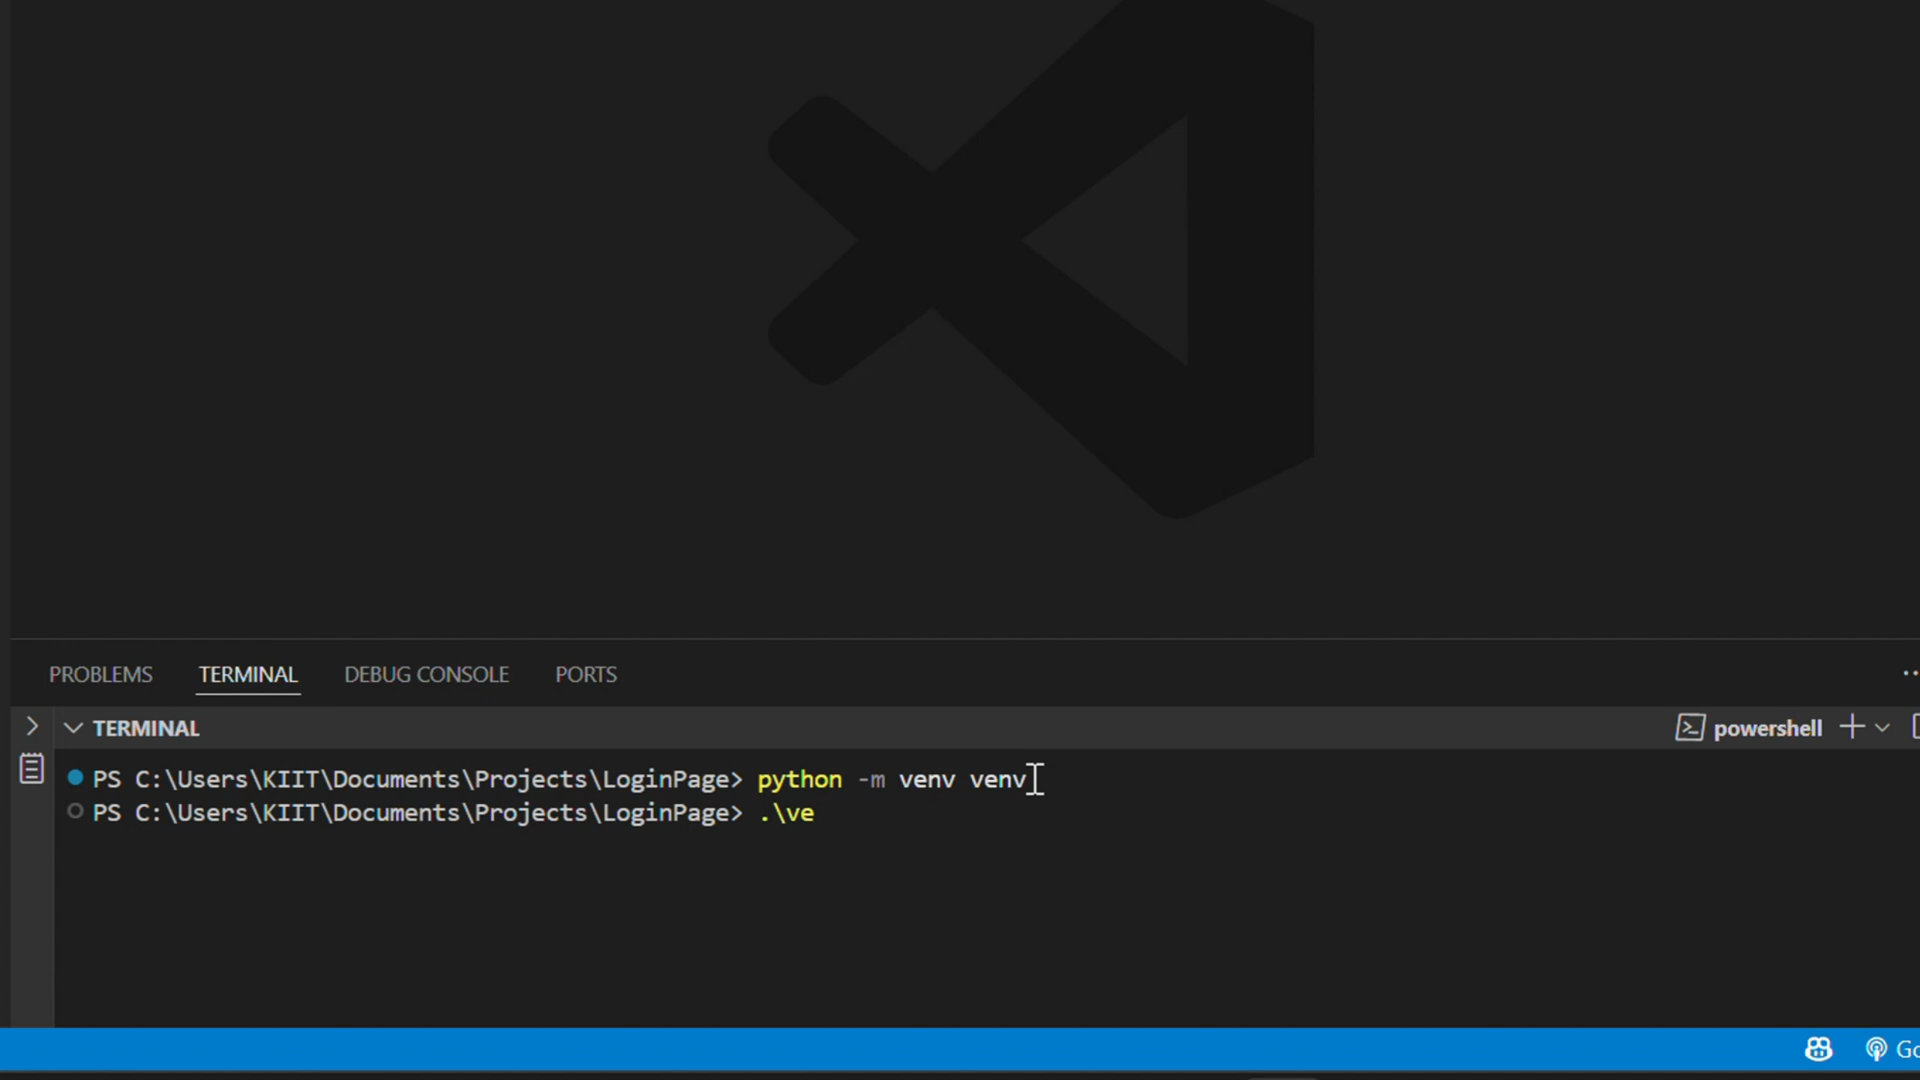 PROBLEMS TERMINAL DEBUG CONSOLE PORTS
TERMINAL powershell
PS C:\Users\KIIT\Documents\Projects\LoginPage> python -m venv venv
PS C:\Users\KIIT\Documents\Projects\LoginPage> .\ve